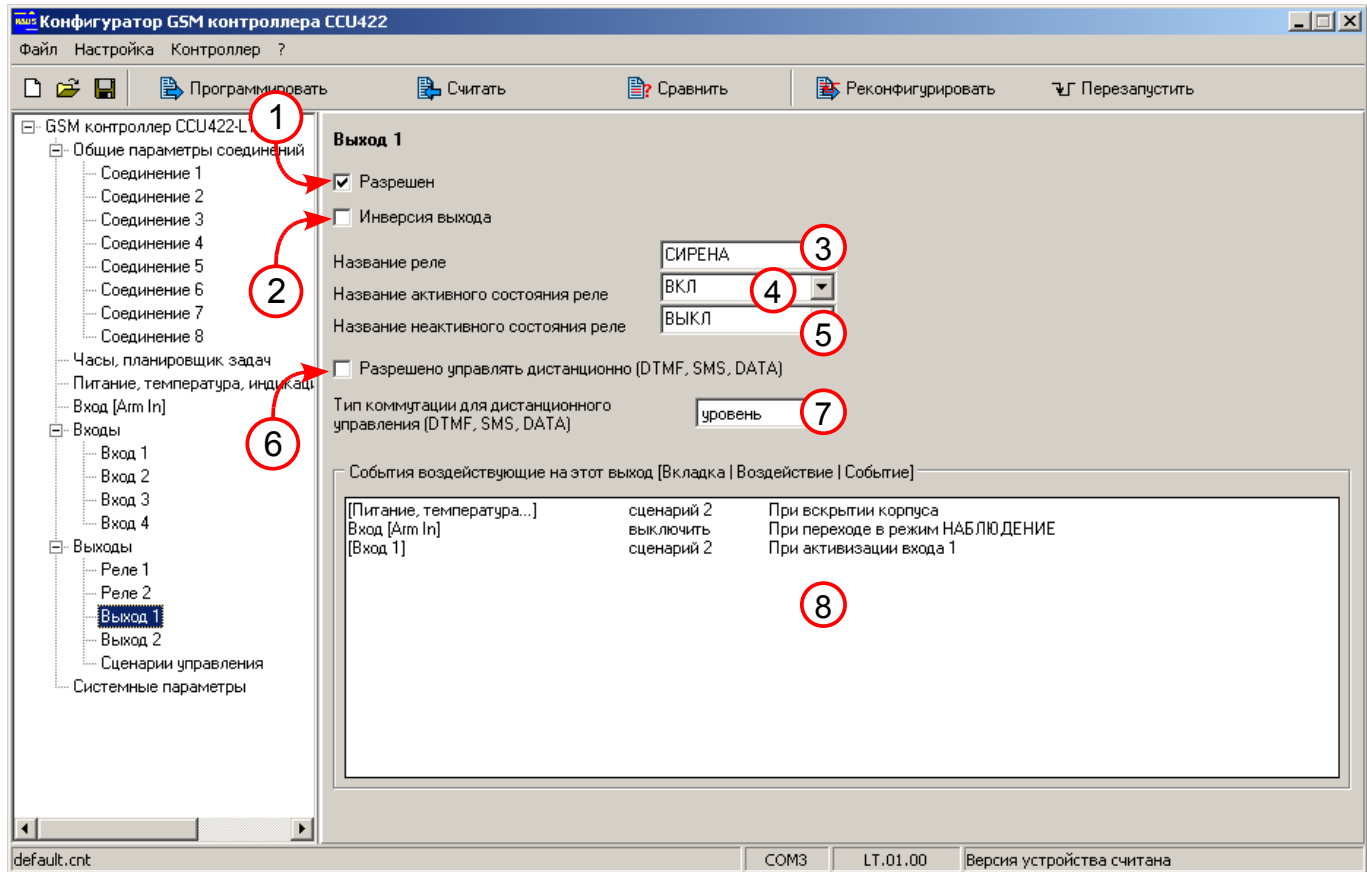 Конфигуратор GSM контроллера CCU422
Файл Настройка Контроллер ?
Программировать Считать Сравнить Реконфигурировать Перезапустить
GSM контроллер CCU422-L
Общие параметры соединений
Соединение 1
Соединение 2
Соединение 3
Соединение 4
Соединение 5
Соединение 6
Соединение 7
Соединение 8
Часы, планировщик задач
Питание, температура, индикаци
Вход [Arm In]
Входы
Вход 1
Вход 2
Вход 3
Вход 4
Выходы
Реле 1
Реле 2
Выход 1
Выход 2
Сценарии управления
Системные параметры
1
2
6
Выход 1
Разрешен
Инверсия выхода
Название реле СИРЕНА 3
Название активного состояния реле ВКЛ 4
Название неактивного состояния реле ВЫКЛ 5
Разрешено управлять дистанционно (DTMF, SMS, DATA)
Тип коммутации для дистанционного
управления (DTMF, SMS, DATA) уровень 7
События воздействующие на этот выход [Вкладка | Воздействие | Событие]
[Питание, температура...] сценарий 2 При вскрытии корпуса
Вход [Arm In] выключить При переходе в режим НАБЛЮДЕНИЕ
[Вход 1] сценарий 2 При активизации входа 1
8
default.cnt COM3 LT.01.00 Версия устройства считана